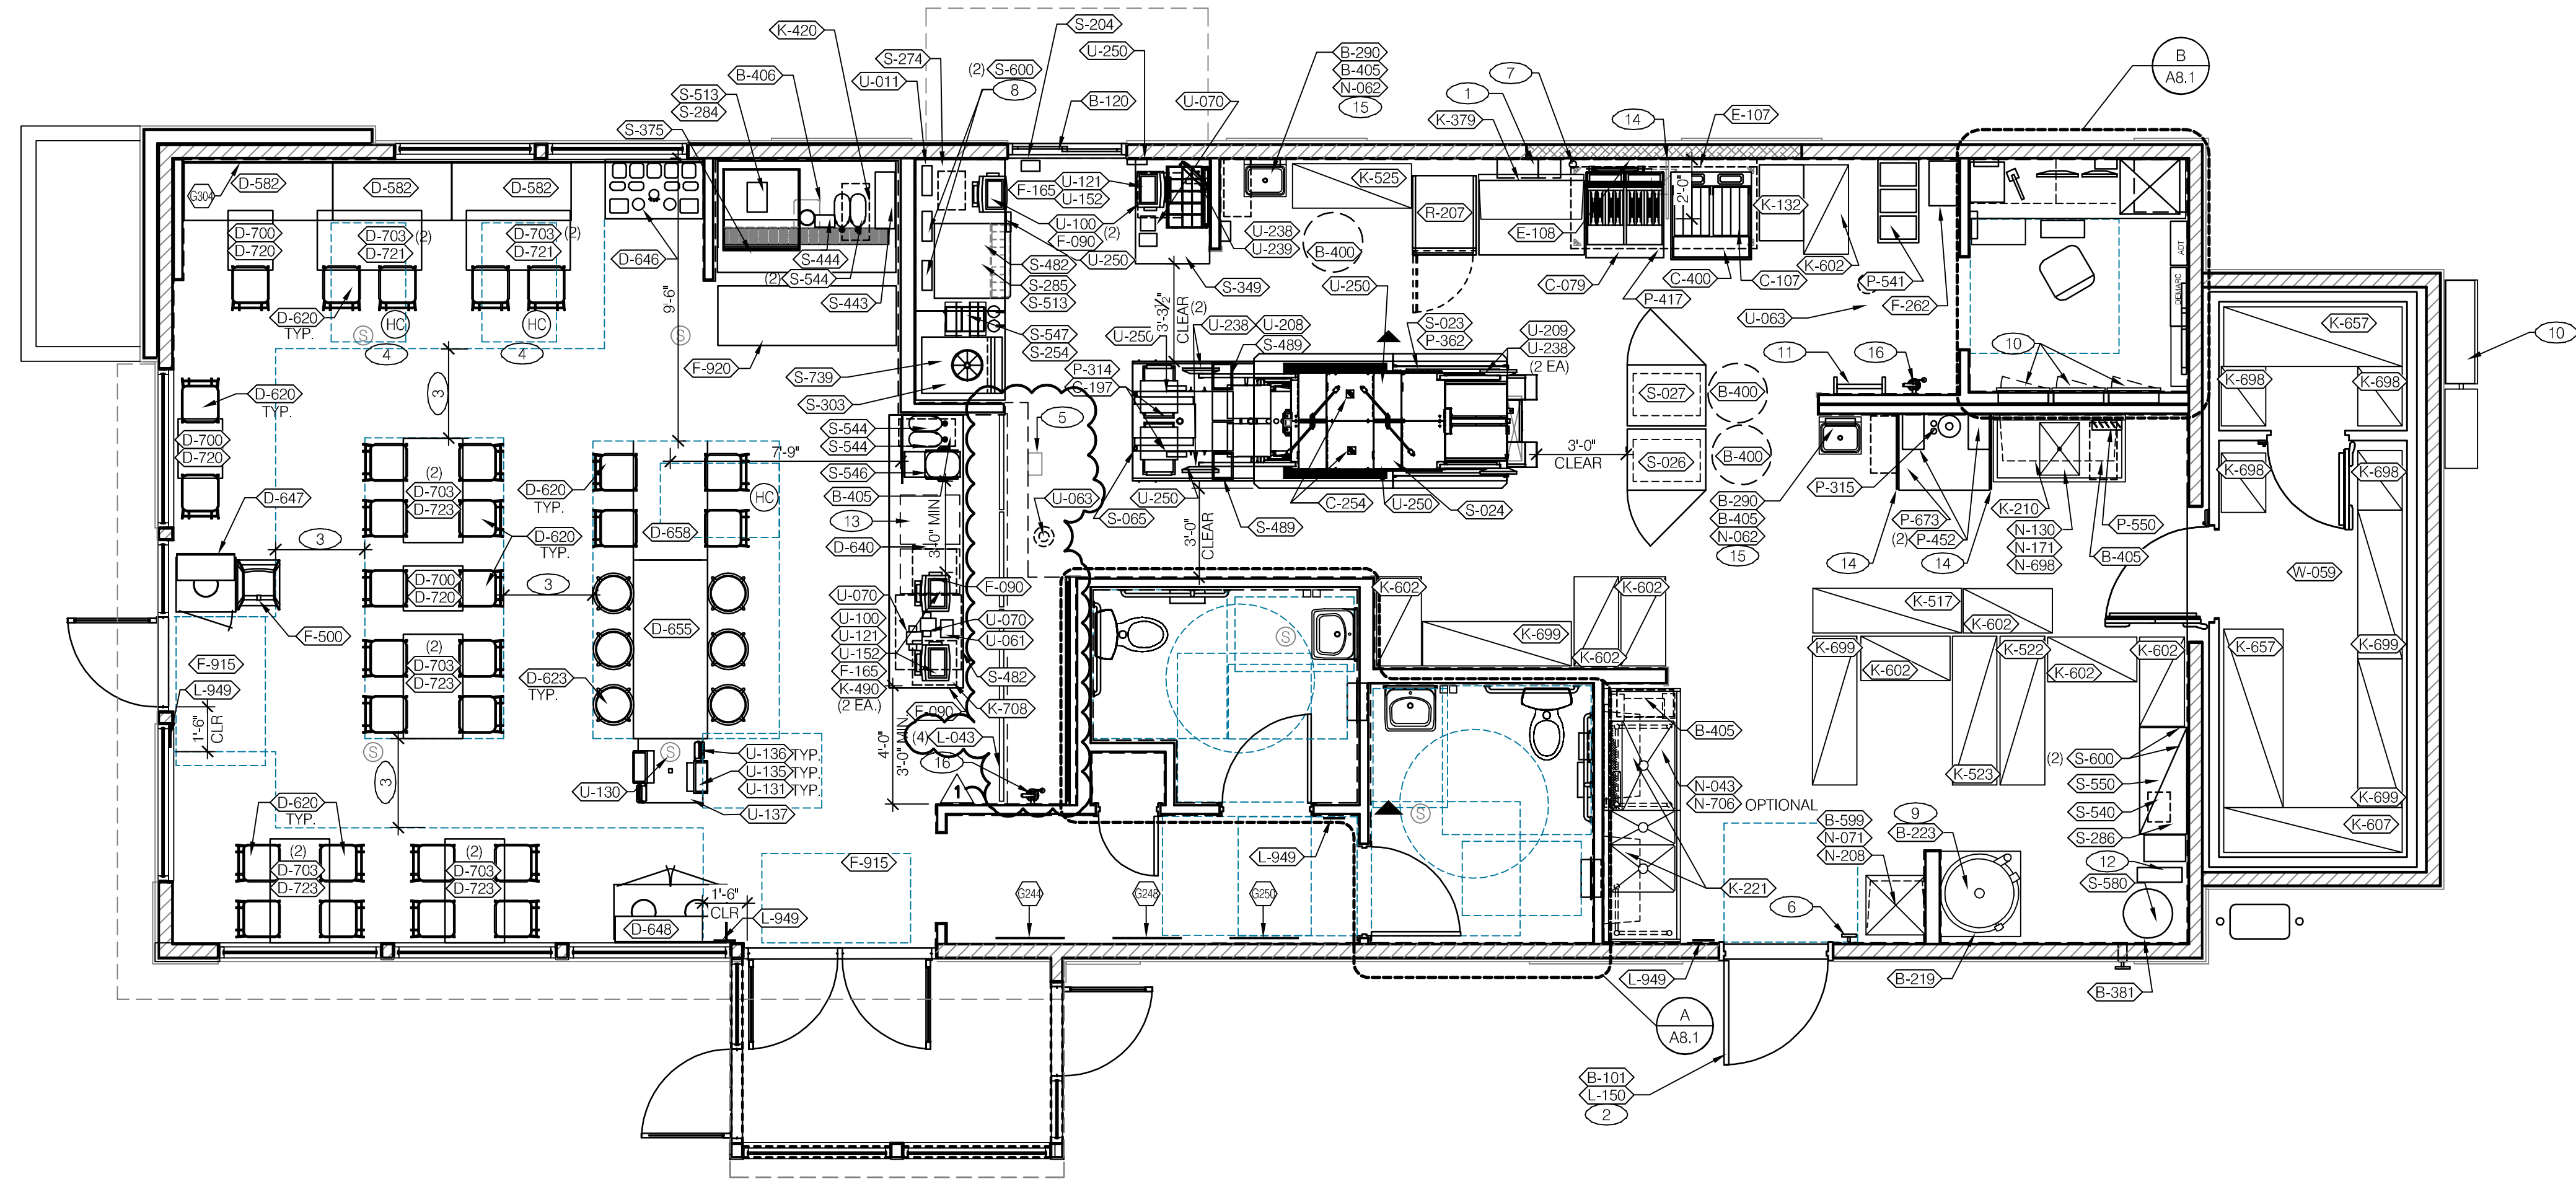 S-204
K-420
U-250
S-274
(2) S-600
8
B-406
U-011
B-290
B-405
N-062
15
7
B
A8.1
S-513
S-284
B-120
U-070
1
K-379
14
E-107
S-375
G304
D-582
D-582
D-582
F-165
U-121
U-152
K-525
R-207
2'-0"
K-132
D-700
D-720
D-703 (2)
D-721
D-703 (2)
D-721
U-100
F-090 (2)
U-250
U-238
U-239
B-400
E-108
ADT
D-646
S-444
(2) S-544
S-443
S-482
S-285
S-513
S-349
U-250
C-079
C-400
C-107
K-602
P-541
F-262
DEMARC
9'-6"
P-417
D-620
TYP.
HC
HC
S
S
4
4
F-920
S-547
S-254
U-250
3'-3½"
CLEAR
(2)
U-238
U-208
S-489
S-023
P-362
U-209
U-238
(2 EA)
U-063
K-657
10
S-739
S-303
P-314
C-197
11
16
10
3
D-620
TYP.
S-027
B-400
K-698
K-698
5
S-544
S-544
S-546
7'-9"
D-700
D-720
(2)
D-703
D-723
D-620
TYP.
HC
3'-0"
CLEAR
S-026
B-400
K-698
K-698
D-647
B-405
13
U-063
S-065
U-250
S-489
C-254
U-250
S-024
B-290
B-405
N-062
15
P-315
P-673
(2) P-452
K-210
N-130
N-171
N-698
P-550
B-405
3
D-620
TYP.
D-658
D-640
3'-0" MIN.
3'-0"
CLEAR
14
14
W-059
D-700
D-720
3
F-090
K-602
K-602
K-517
K-602
F-500
U-070
U-100
U-121
U-152
F-165
K-490
(2 EA.)
U-070
U-061
S-482
K-708
F-090
S
K-699
K-602
K-699
K-602
K-522
K-602
K-602
K-657
K-699
D-655
F-915
L-949
(2)
D-703
D-723
D-623
TYP.
K-523
1'-6"
CLR
S
S
4'-0"
3'-0" MIN.
(4) L-043
16
1
B-405
U-136 TYP.
U-135 TYP.
U-131 TYP.
U-130
U-137
3
N-043
N-706 OPTIONAL
(2) S-600
S-550
S-540
S-286
12
S-580
K-699
K-607
D-620
TYP.
S
B-599
N-071
N-208
9
B-223
(2)
D-703
D-723
(2)
D-703
D-723
F-915
L-949
G244
G248
G250
K-221
6
1'-6"
CLR
L-949
D-648
L-949
B-219
B-381
A
A8.1
B-101
L-150
2